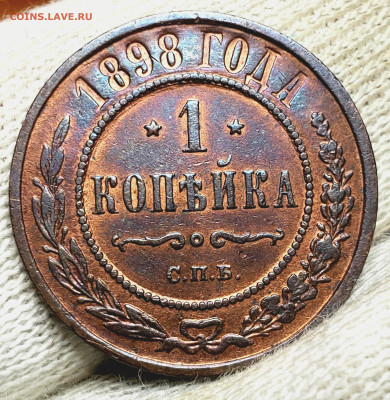 COINS.LAVE.RU
1898 ГОДА
1
КОПѢЙКА
С.П.Б.